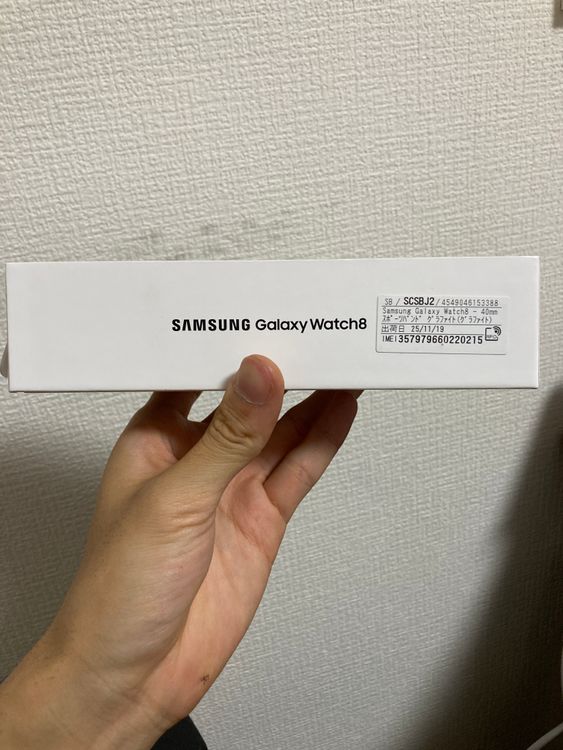 SAMSUNG Galaxy Watch8
SB / SCSBJ2 / 4549046153388
Samsung Galaxy Watch8 - 40mm
スポーツバンド グラファイト(グラファイト)
出荷日 25/11/19
IMEI 357979660220215